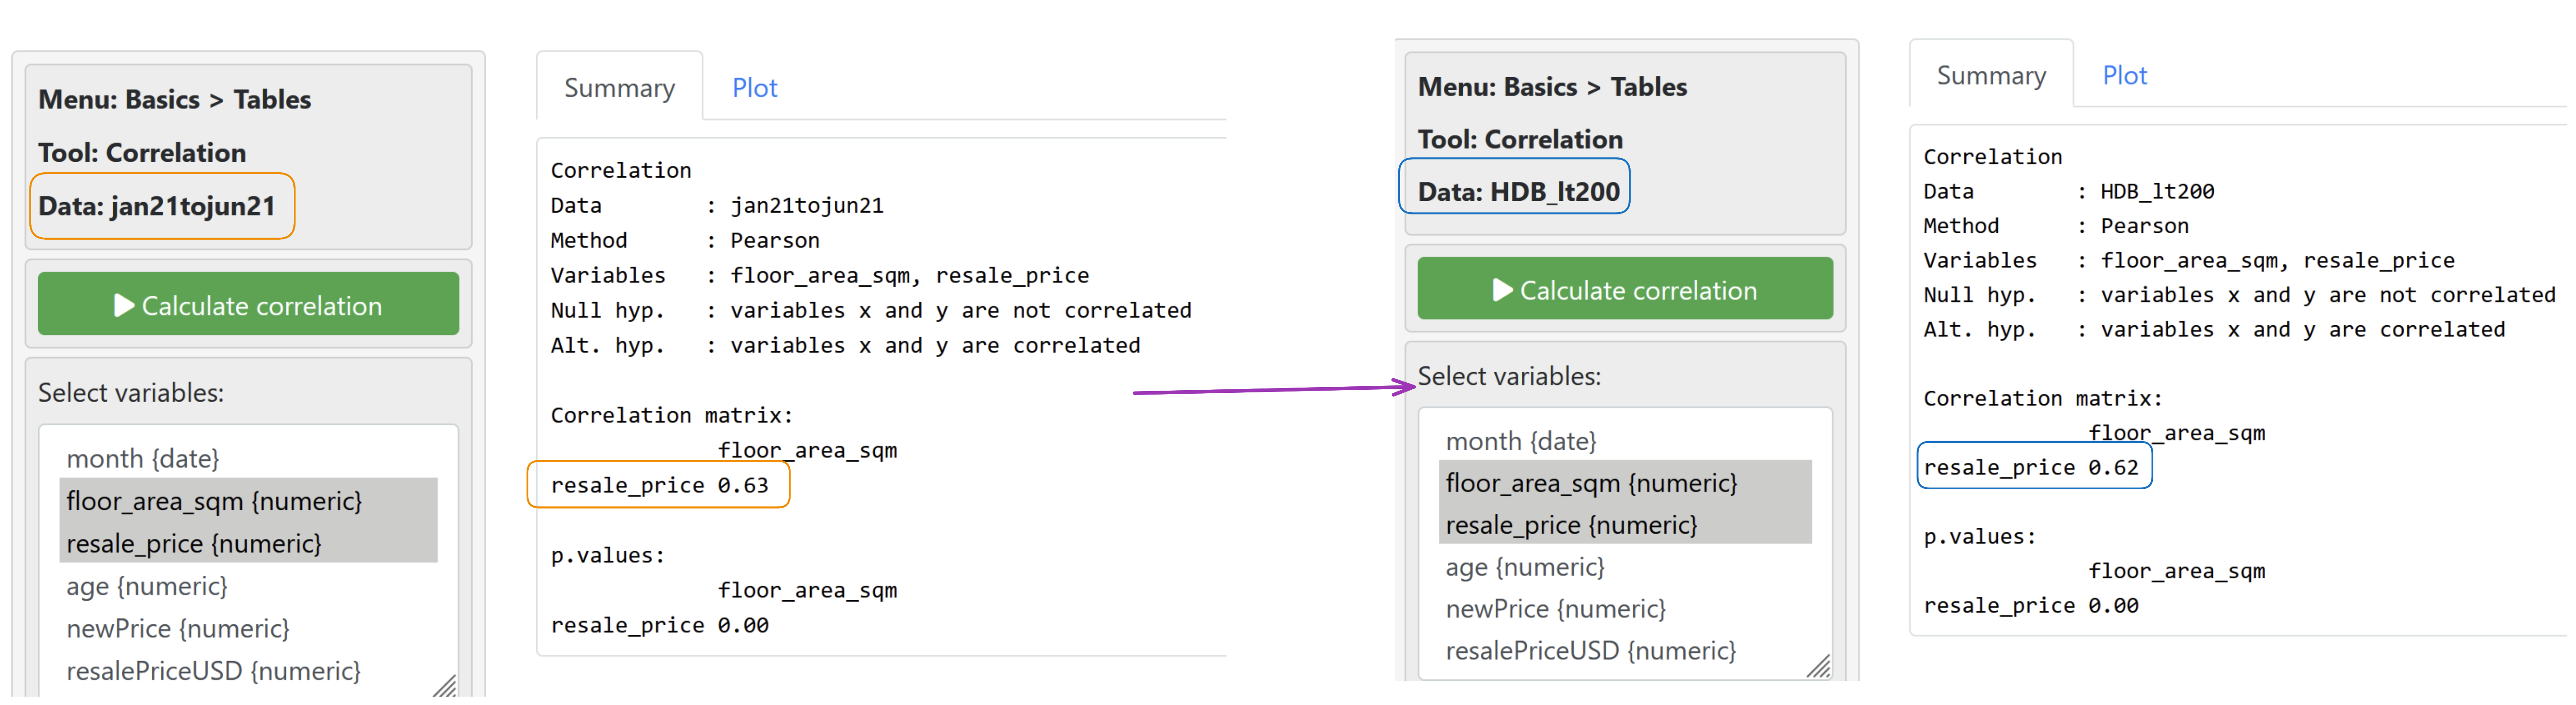 Menu: Basics > Tables
Tool: Correlation
Data: jan21tojun21
Calculate correlation
Select variables:
month {date}
floor_area_sqm {numeric}
resale_price {numeric}
age {numeric}
newPrice {numeric}
resalePriceUSD {numeric}
Summary Plot
Correlation
Data : jan21tojun21
Method : Pearson
Variables : floor_area_sqm, resale_price
Null hyp. : variables x and y are not correlated
Alt. hyp. : variables x and y are correlated
Correlation matrix:
floor_area_sqm
resale_price 0.63
p.values:
floor_area_sqm
resale_price 0.00
Menu: Basics > Tables
Tool: Correlation
Data: HDB_lt200
Calculate correlation
Select variables:
month {date}
floor_area_sqm {numeric}
resale_price {numeric}
age {numeric}
newPrice {numeric}
resalePriceUSD {numeric}
Summary Plot
Correlation
Data : HDB_lt200
Method : Pearson
Variables : floor_area_sqm, resale_price
Null hyp. : variables x and y are not correlated
Alt. hyp. : variables x and y are correlated
Correlation matrix:
floor_area_sqm
resale_price 0.62
p.values:
floor_area_sqm
resale_price 0.00